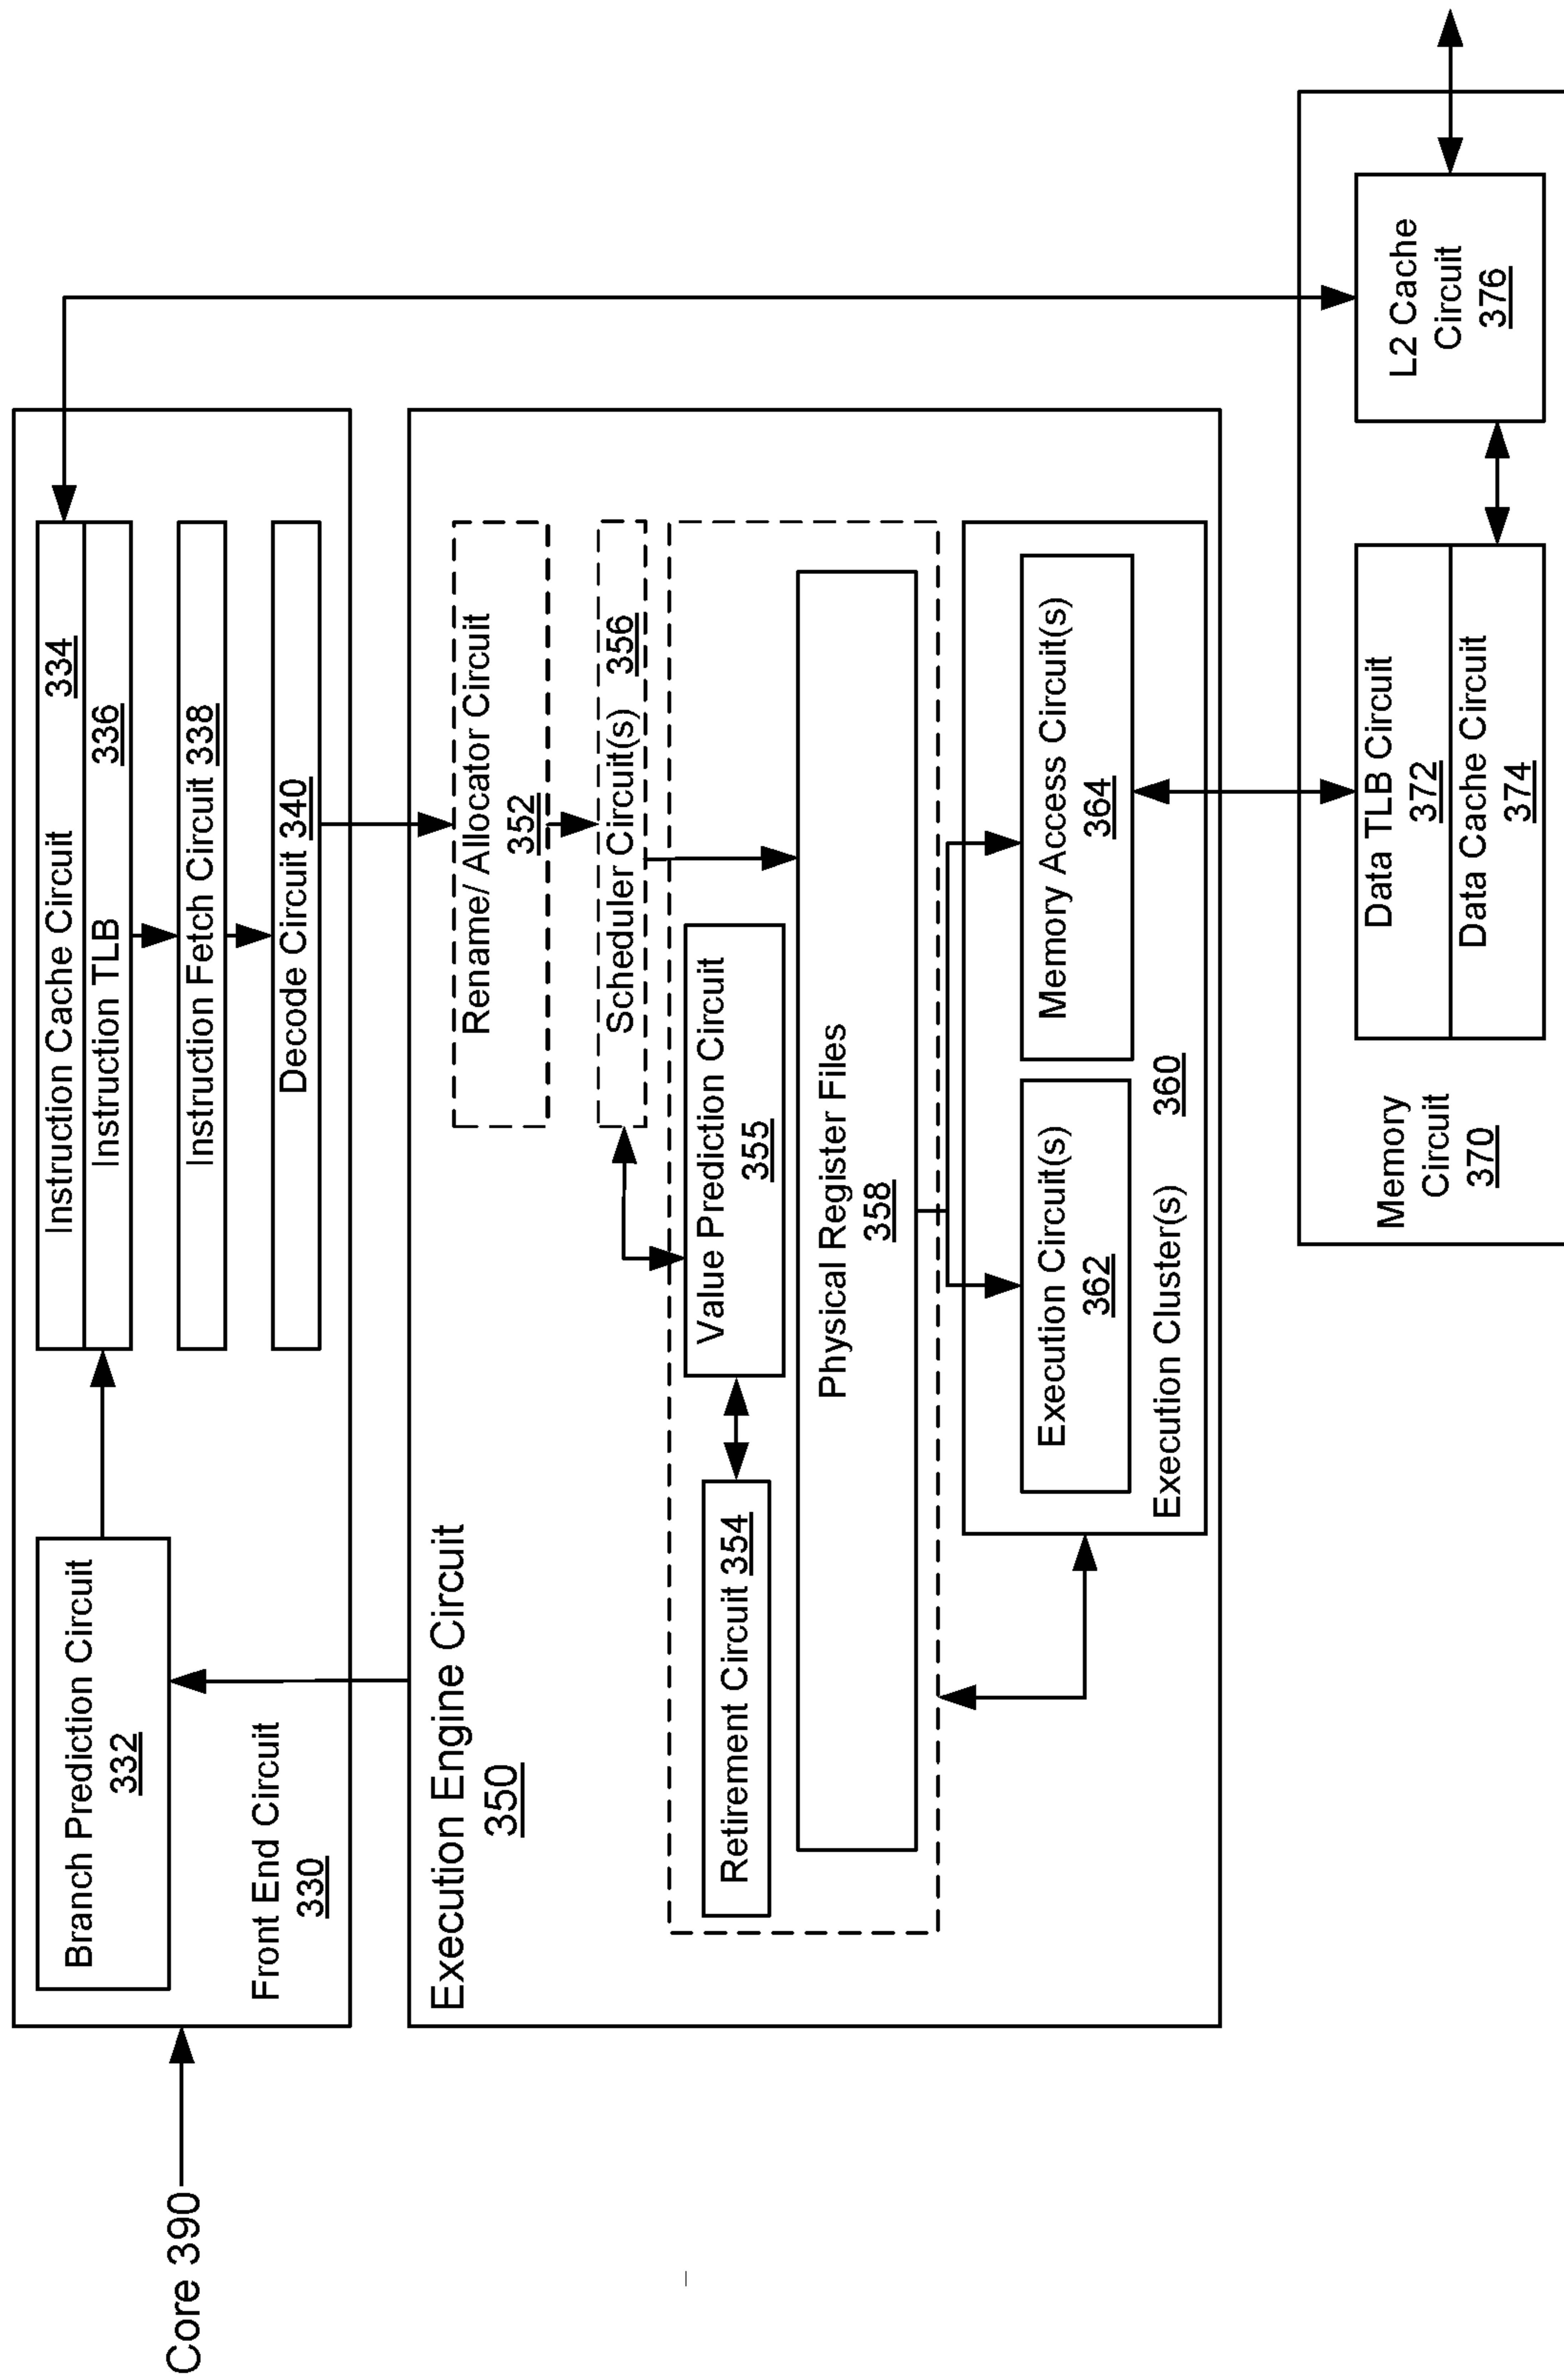 Core 390
Branch Prediction Circuit
332
Front End Circuit
330
Instruction Cache Circuit 334
Instruction TLB 336
Instruction Fetch Circuit 338
Decode Circuit 340
Execution Engine Circuit
350
Rename/ Allocator Circuit
352
Scheduler Circuit(s) 356
Retirement Circuit 354
Value Prediction Circuit
355
Physical Register Files
358
Execution Circuit(s)
362
Memory Access Circuit(s)
364
Execution Cluster(s) 360
Memory
Circuit
370
Data TLB Circuit
372
Data Cache Circuit
374
L2 Cache
Circuit
376